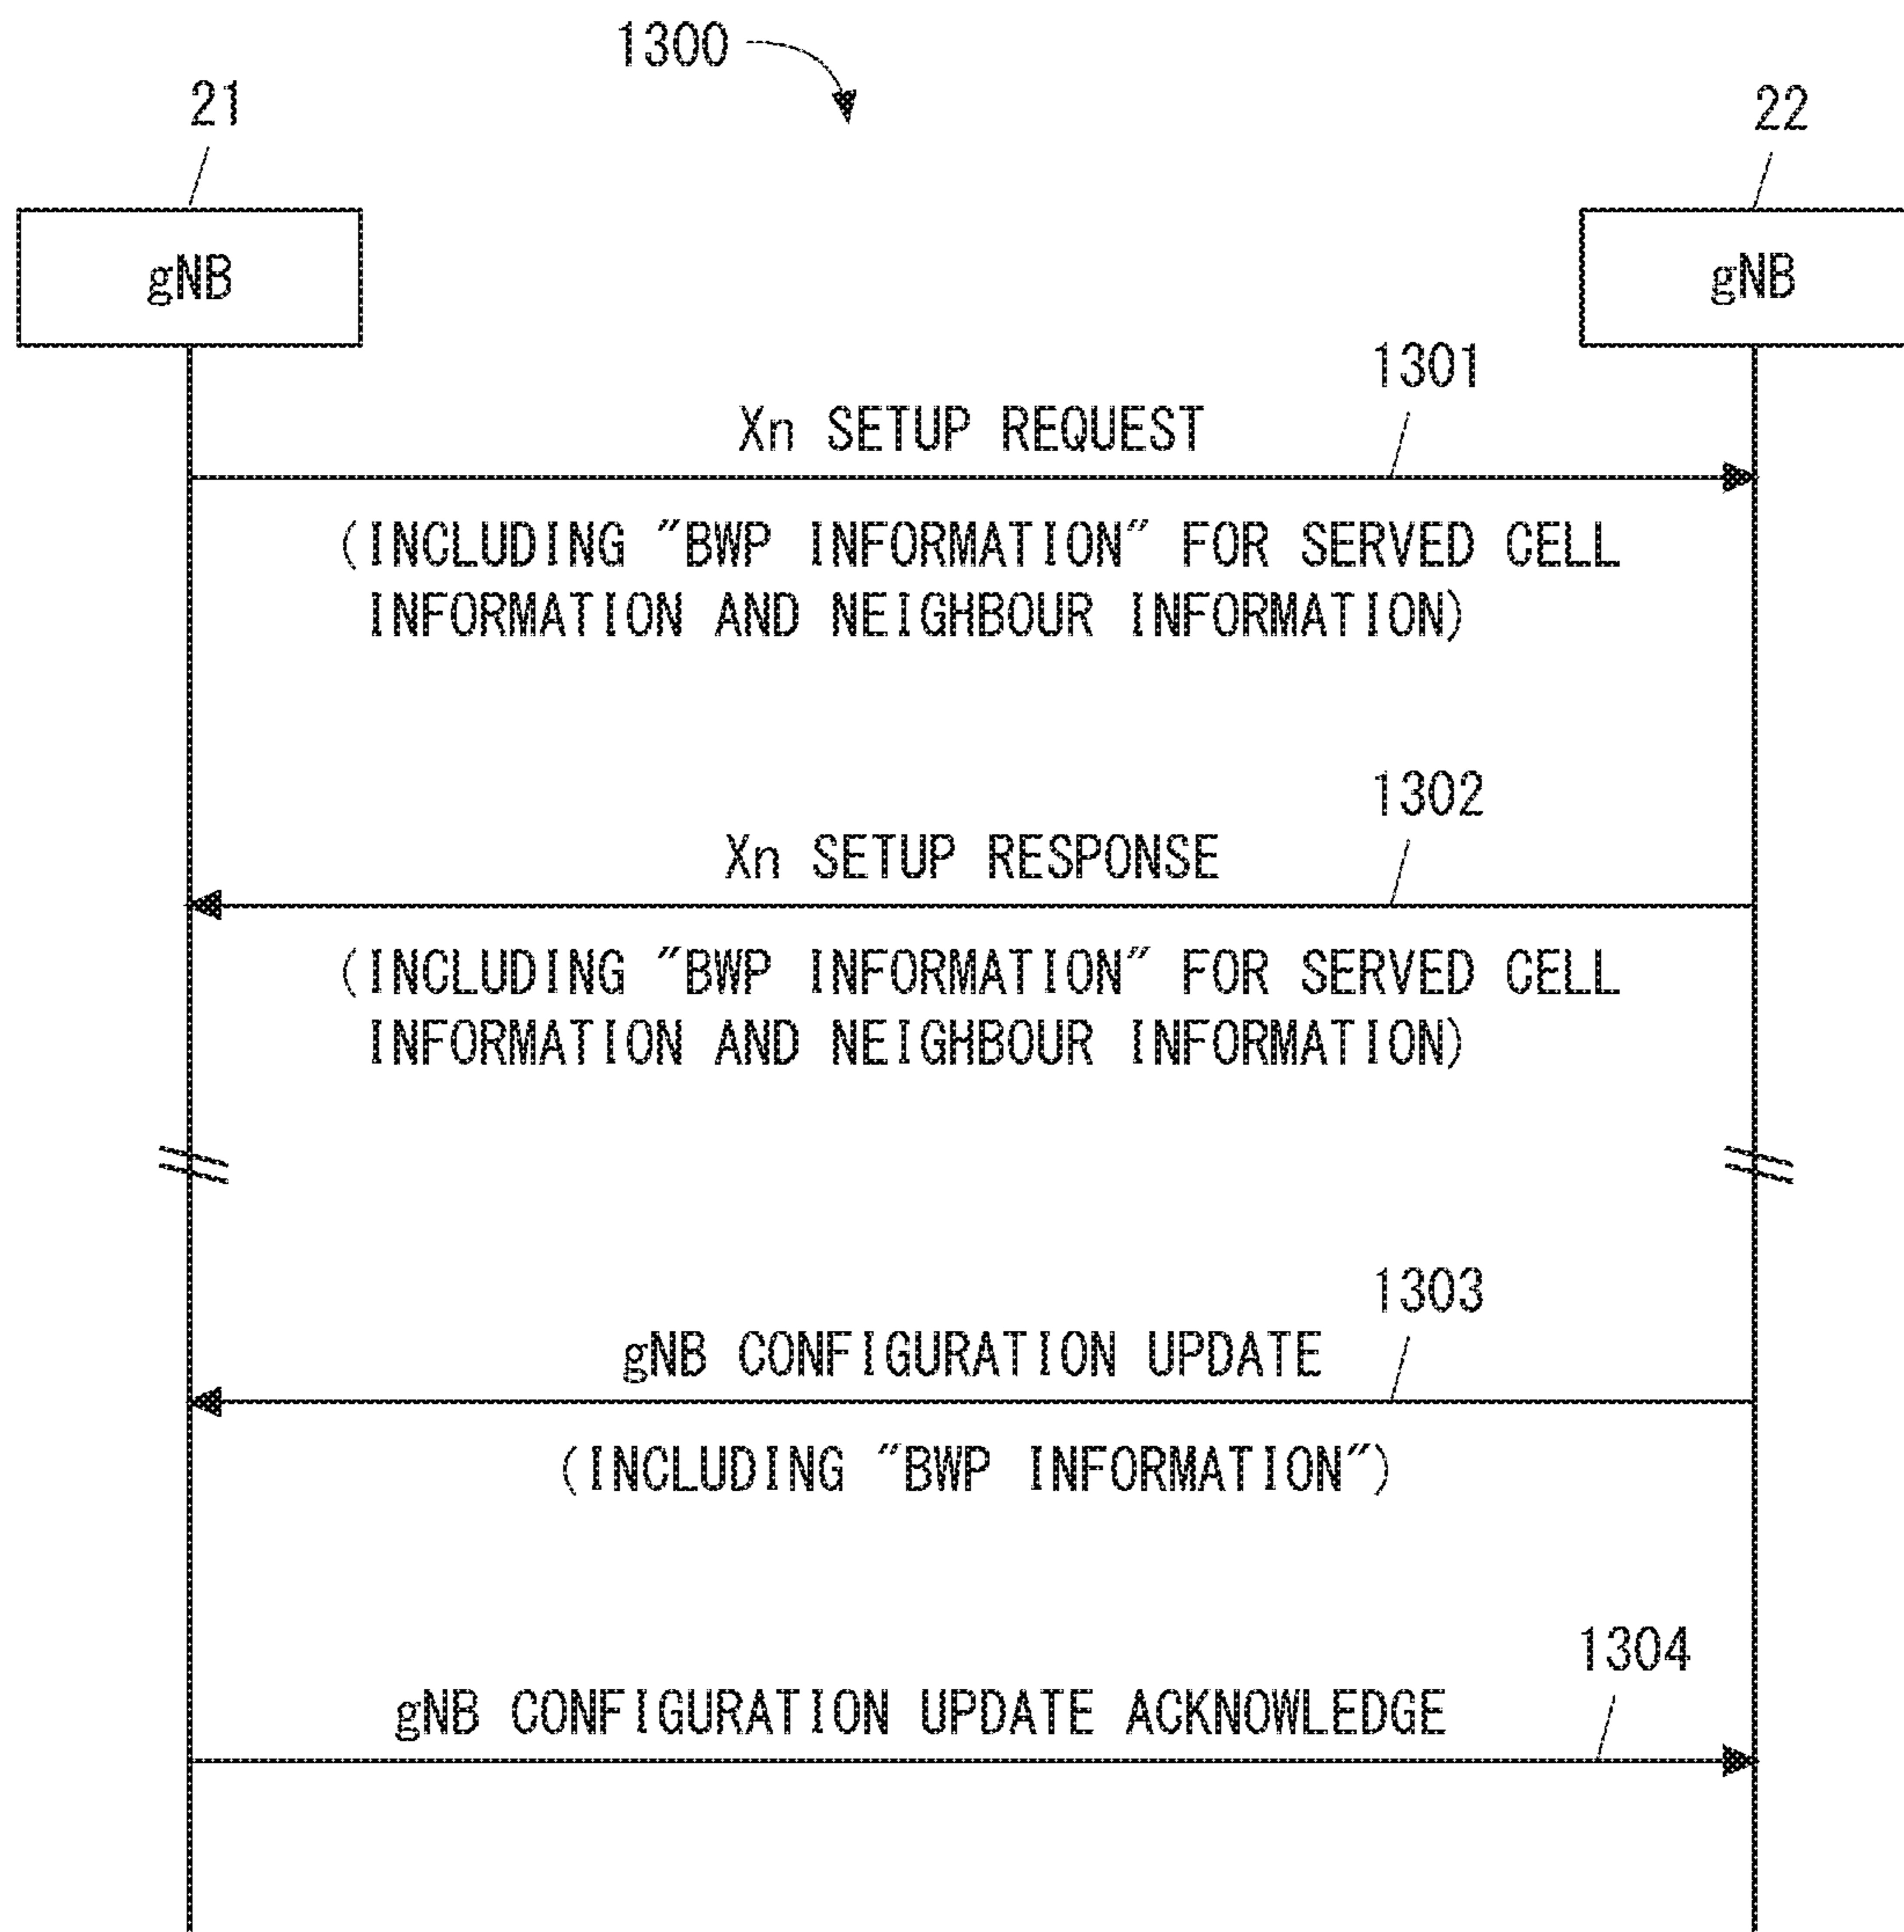 1300
21
22
gNB
gNB
1301
Xn SETUP REQUEST
(INCLUDING "BWP INFORMATION" FOR SERVED CELL
INFORMATION AND NEIGHBOUR INFORMATION)
1302
Xn SETUP RESPONSE
(INCLUDING "BWP INFORMATION" FOR SERVED CELL
INFORMATION AND NEIGHBOUR INFORMATION)
1303
gNB CONFIGURATION UPDATE
(INCLUDING "BWP INFORMATION")
1304
gNB CONFIGURATION UPDATE ACKNOWLEDGE